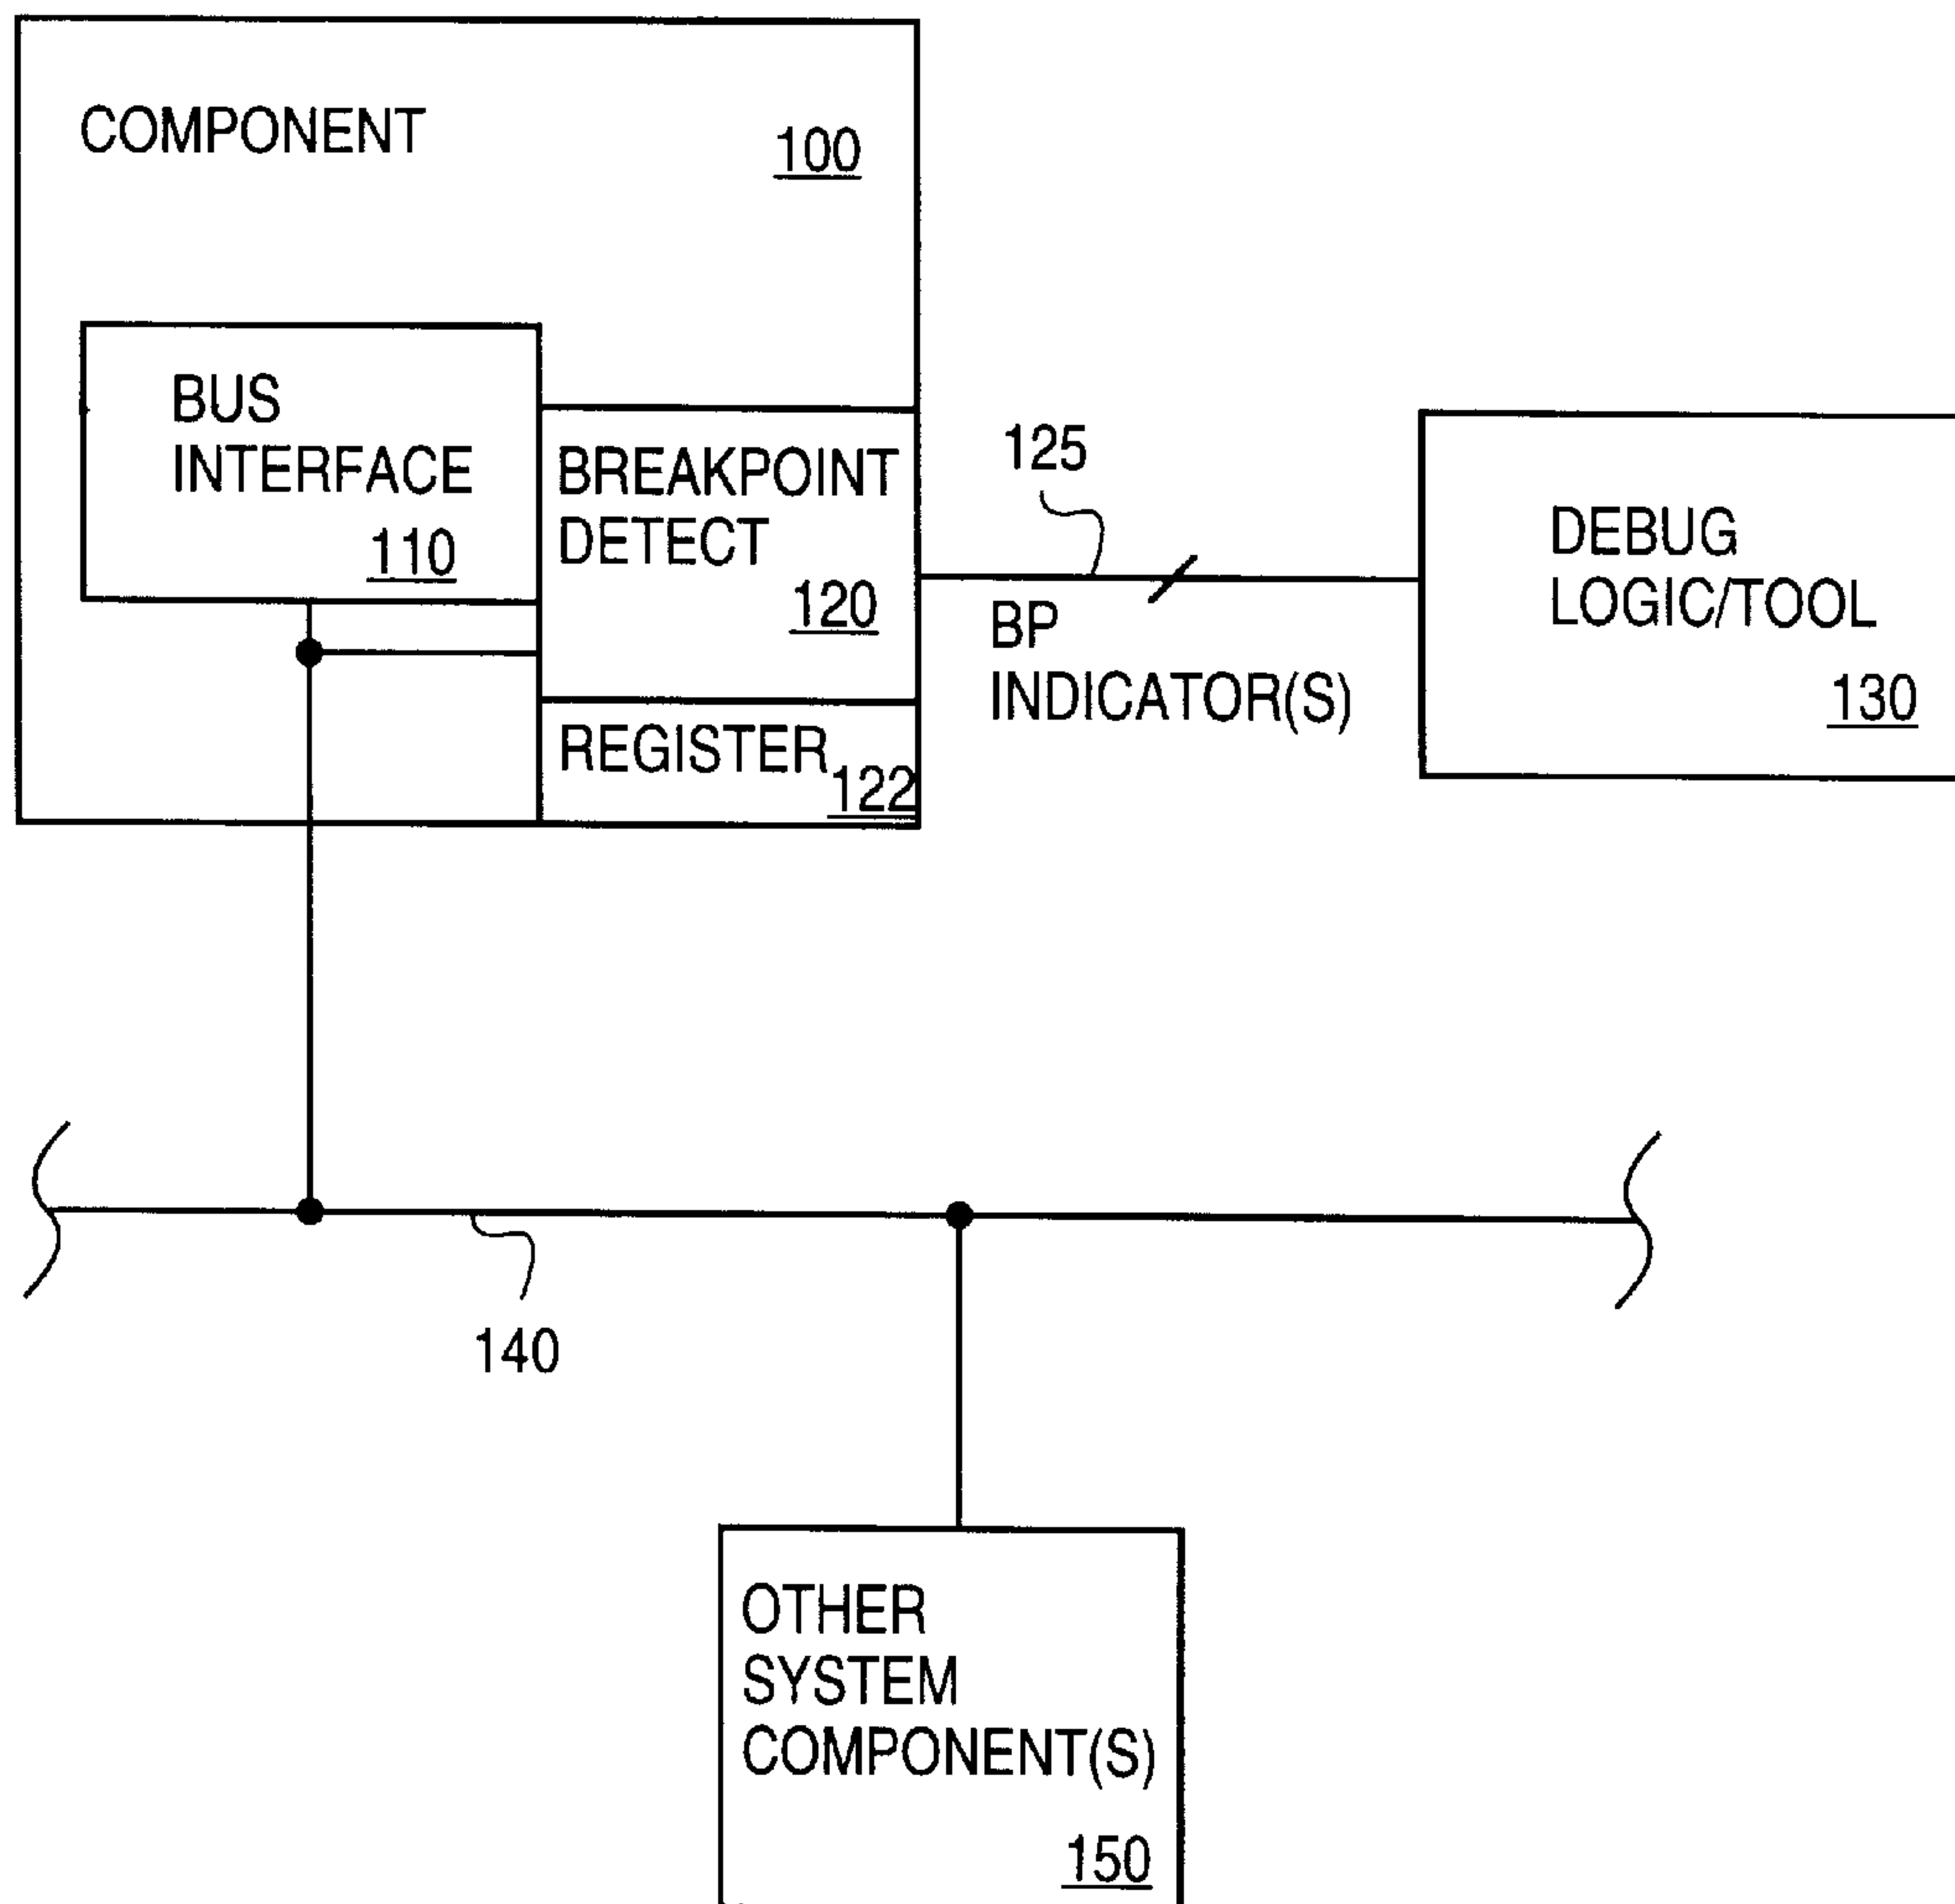 COMPONENT
100
BUS
INTERFACE
110
BREAKPOINT
DETECT
120
REGISTER
122
125
BP
INDICATOR(S)
DEBUG
LOGIC/TOOL
130
140
OTHER
SYSTEM
COMPONENT(S)
150